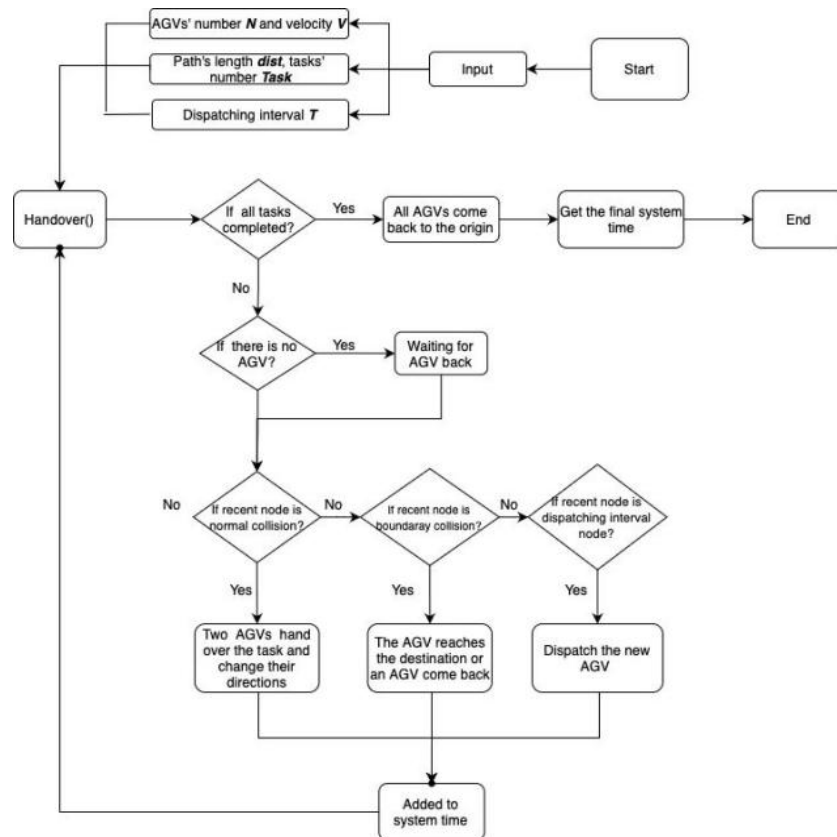 AGVs' number N and velocity V
Path's length dist, tasks'
number Task
Dispatching interval T
Input
Start
Handover()
If all tasks
completed?
Yes
All AGVs come
back to the origin
Get the final system
time
End
No
If there is no
AGV?
Yes
Waiting for
AGV back
No
If recent node is
normal collision?
No
If recent node is
boundaray collision?
No
If recent node is
dispatching interval
node?
Yes
Yes
Yes
Two AGVs hand
over the task and
change their
directions
The AGV reaches
the destination or
an AGV come back
Dispatch the new
AGV
Added to
system time